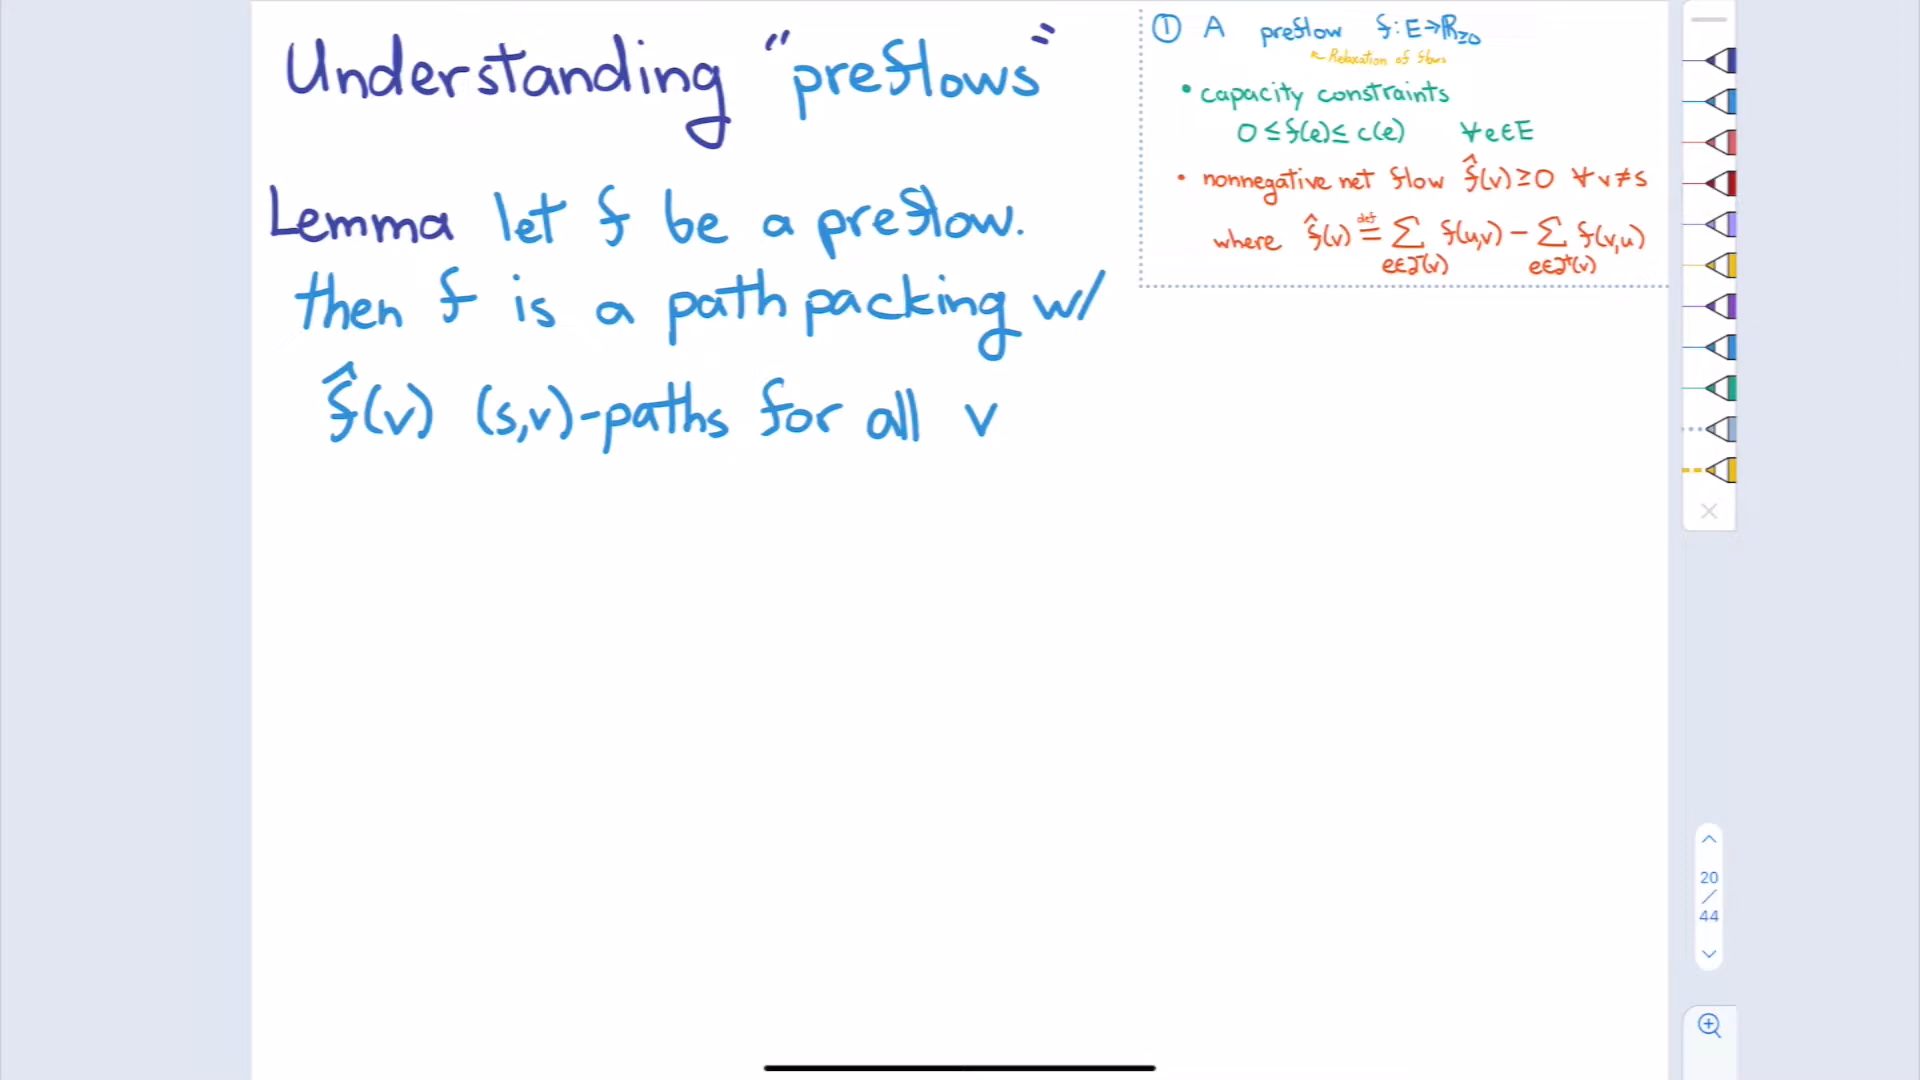 Understanding "preflows"
Lemma let f be a preflow.
then f is a path packing w/
f̂(v) (s,v)-paths for all v
① A preflow f: E→ℝ≥0
↖ Relaxation of flows
• capacity constraints
0 ≤ f(e) ≤ c(e) ∀ e∈E
• nonnegative net flow f̂(v) ≥ 0 ∀ v≠s
where f̂(v) def= ∑ f(u,v) − ∑ f(v,u)
e∈∂⁻(v) e∈∂⁺(v)
20
/
44